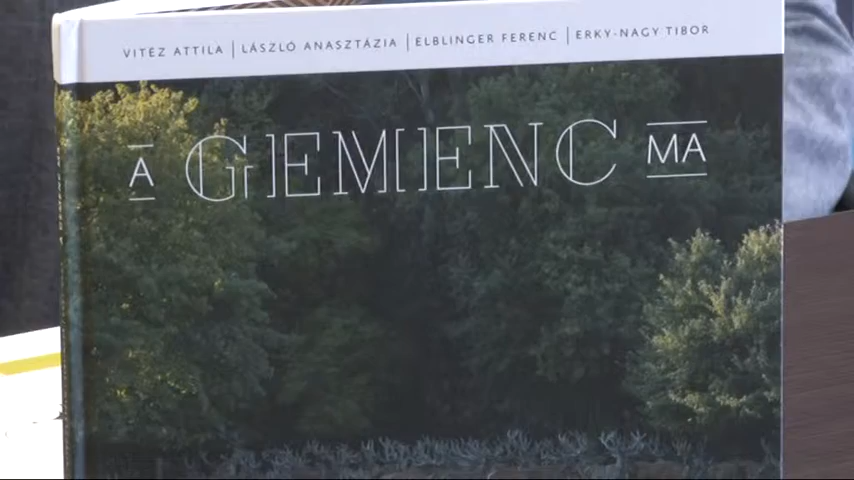 VITÉZ ATTILA | LÁSZLÓ ANASZTÁZIA | ELBLINGER FERENC | ERKY-NAGY TIBOR
A GEMENC MA